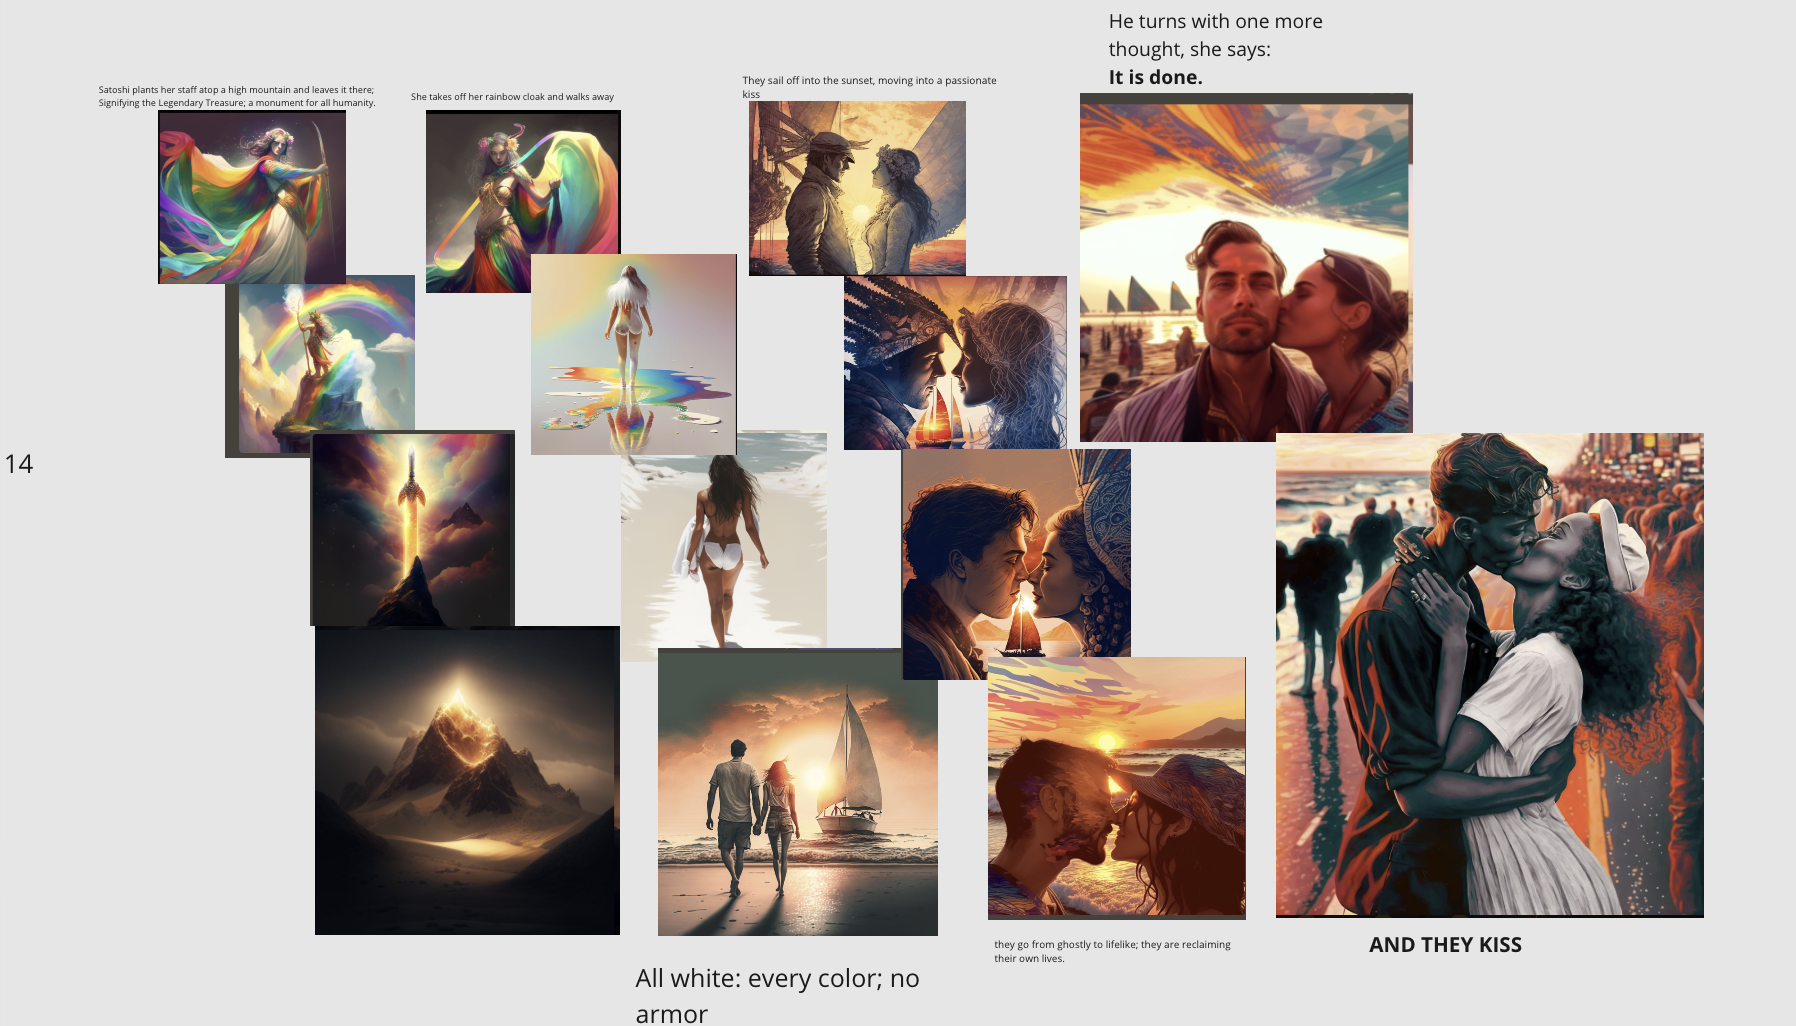 He turns with one more
thought, she says:
It is done.
Satoshi plants her staff atop a high mountain and leaves it there;
Signifying the Legendary Treasure; a monument for all humanity.
She takes off her rainbow cloak and walks away
They sail off into the sunset, moving into a passionate
kiss
14
they go from ghostly to lifelike; they are reclaiming
their own lives.
AND THEY KISS
All white: every color; no
armor